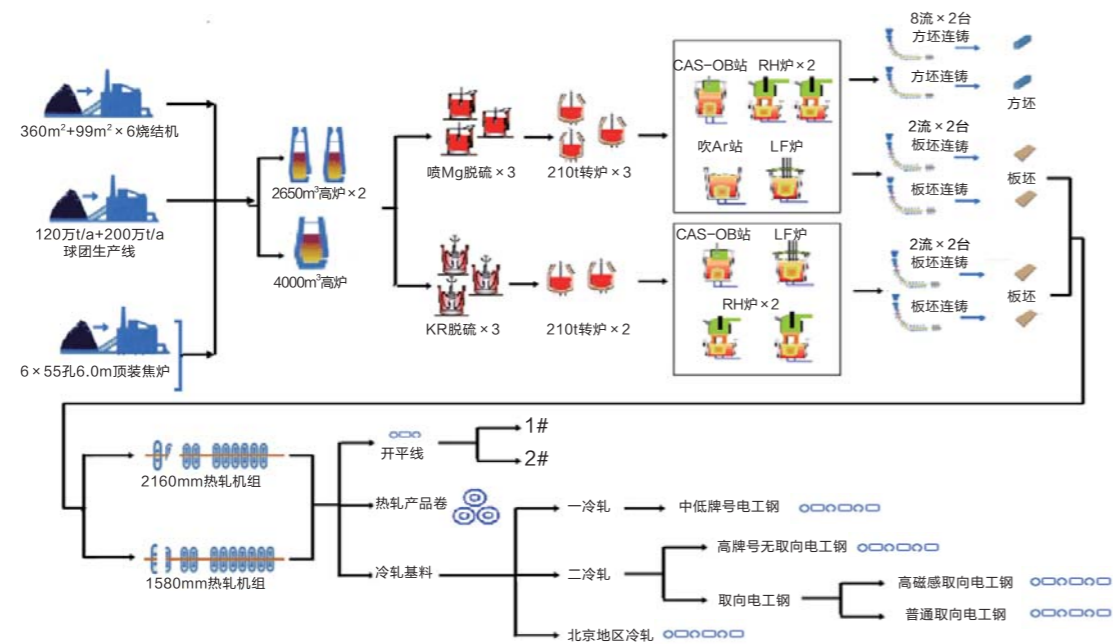 360m²+99m²×6烧结机
120万t/a+200万t/a
球团生产线
6×55孔6.0m顶装焦炉
2650m³高炉×2
4000m³高炉
喷Mg脱硫×3
210t转炉×3
KR脱硫×3
210t转炉×2
CAS-OB站
RH炉×2
吹Ar站
LF炉
CAS-OB站
LF炉
RH炉×2
8流×2台
方坯连铸
方坯连铸
方坯
2流×2台
板坯连铸
板坯连铸
板坯
2流×2台
板坯连铸
板坯连铸
板坯
2160mm热轧机组
1580mm热轧机组
开平线
1#
2#
热轧产品卷
冷轧基料
一冷轧
中低牌号电工钢
二冷轧
高牌号无取向电工钢
取向电工钢
高磁感取向电工钢
普通取向电工钢
北京地区冷轧